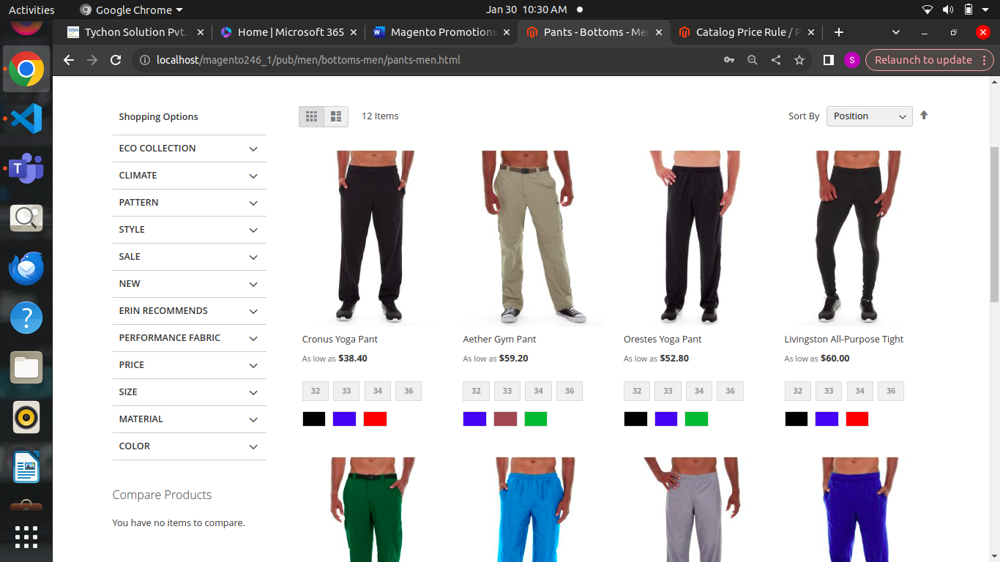 Activities Google Chrome Jan 30 10:30 AM
Tychon Solution Pvt. Home | Microsoft 365 Magento Promotions Pants - Bottoms - Me Catalog Price Rule / P
localhost/magento246_1/pub/men/bottoms-men/pants-men.html S Relaunch to update
Shopping Options 12 Items Sort By Position
ECO COLLECTION
CLIMATE
PATTERN
STYLE
SALE
NEW
ERIN RECOMMENDS
PERFORMANCE FABRIC
PRICE
SIZE
MATERIAL
COLOR
Compare Products
You have no items to compare.
Cronus Yoga Pant Aether Gym Pant Orestes Yoga Pant Livingston All-Purpose Tight
As low as $38.40 As low as $59.20 As low as $52.80 As low as $60.00
32 33 34 36 32 33 34 36 32 33 34 36 32 33 34 36